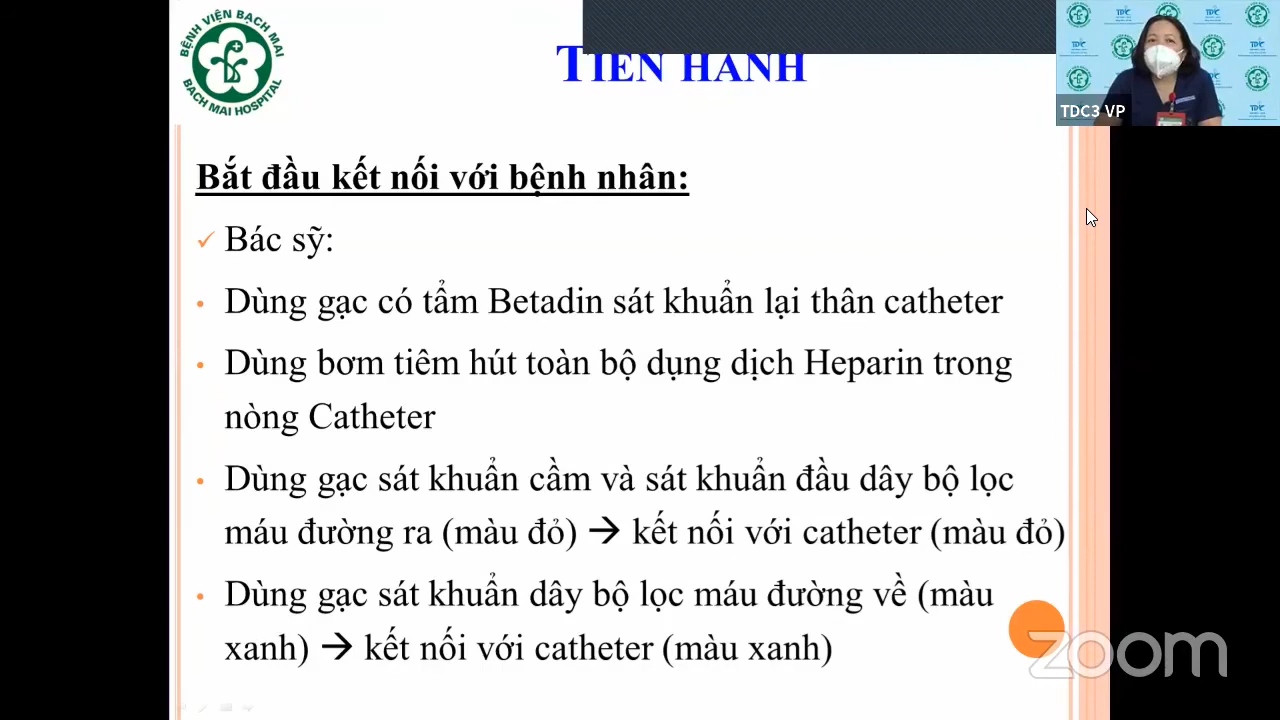 BỆNH VIỆN BẠCH MAI
BẠCH MAI HOSPITAL
TIẾN HÀNH
TDC3 VP
Bắt đầu kết nối với bệnh nhân:
✓ Bác sỹ:
• Dùng gạc có tẩm Betadin sát khuẩn lại thân catheter
• Dùng bơm tiêm hút toàn bộ dụng dịch Heparin trong
nòng Catheter
• Dùng gạc sát khuẩn cầm và sát khuẩn đầu dây bộ lọc
máu đường ra (màu đỏ) → kết nối với catheter (màu đỏ)
• Dùng gạc sát khuẩn dây bộ lọc máu đường về (màu
xanh) → kết nối với catheter (màu xanh)
zoom